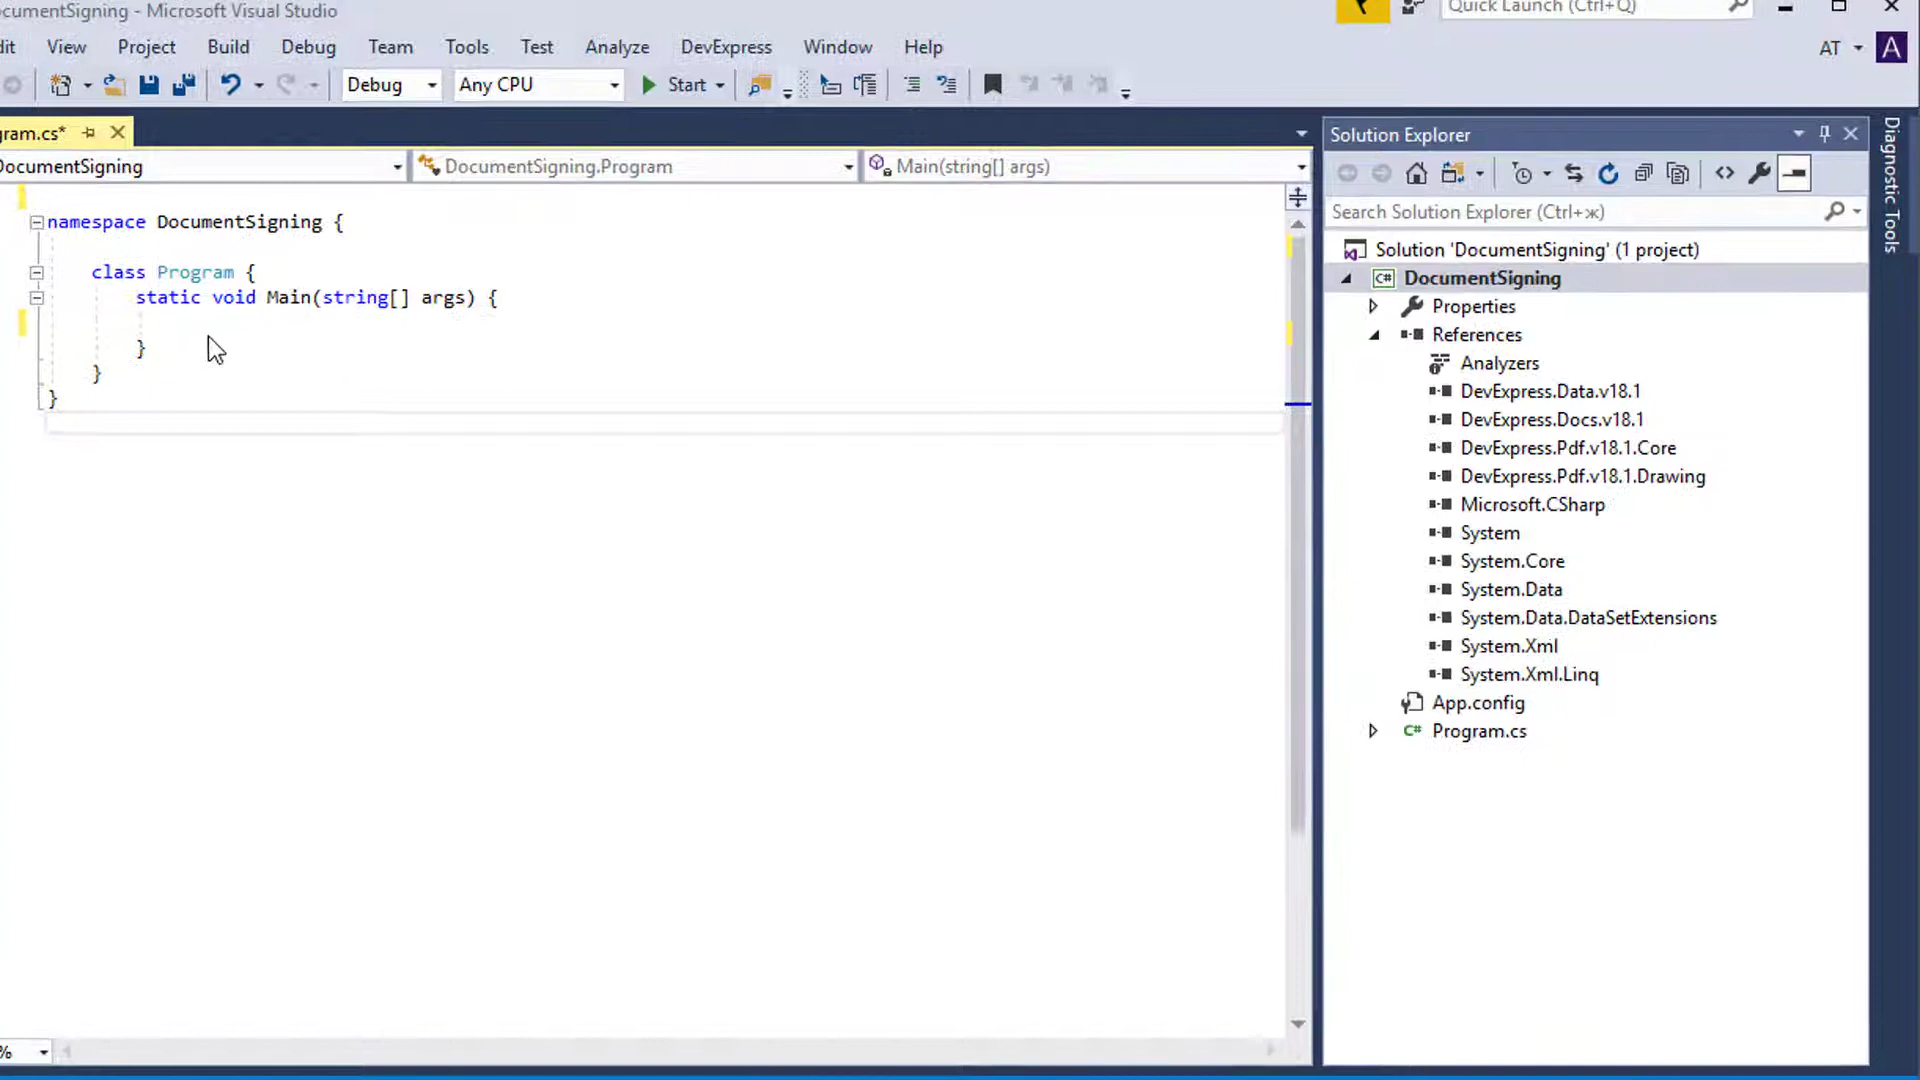 ocumentSigning - Microsoft Visual Studio
Quick Launch (Ctrl+Q)
dit View Project Build Debug Team Tools Test Analyze DevExpress Window Help
AT A
Debug Any CPU Start
gram.cs*
DocumentSigning DocumentSigning.Program Main(string[] args)
namespace DocumentSigning {
class Program {
static void Main(string[] args) {
}
}
}
%
Solution Explorer
Search Solution Explorer (Ctrl+ж)
Solution 'DocumentSigning' (1 project)
C# DocumentSigning
Properties
References
Analyzers
DevExpress.Data.v18.1
DevExpress.Docs.v18.1
DevExpress.Pdf.v18.1.Core
DevExpress.Pdf.v18.1.Drawing
Microsoft.CSharp
System
System.Core
System.Data
System.Data.DataSetExtensions
System.Xml
System.Xml.Linq
App.config
C# Program.cs
Diagnostic Tools